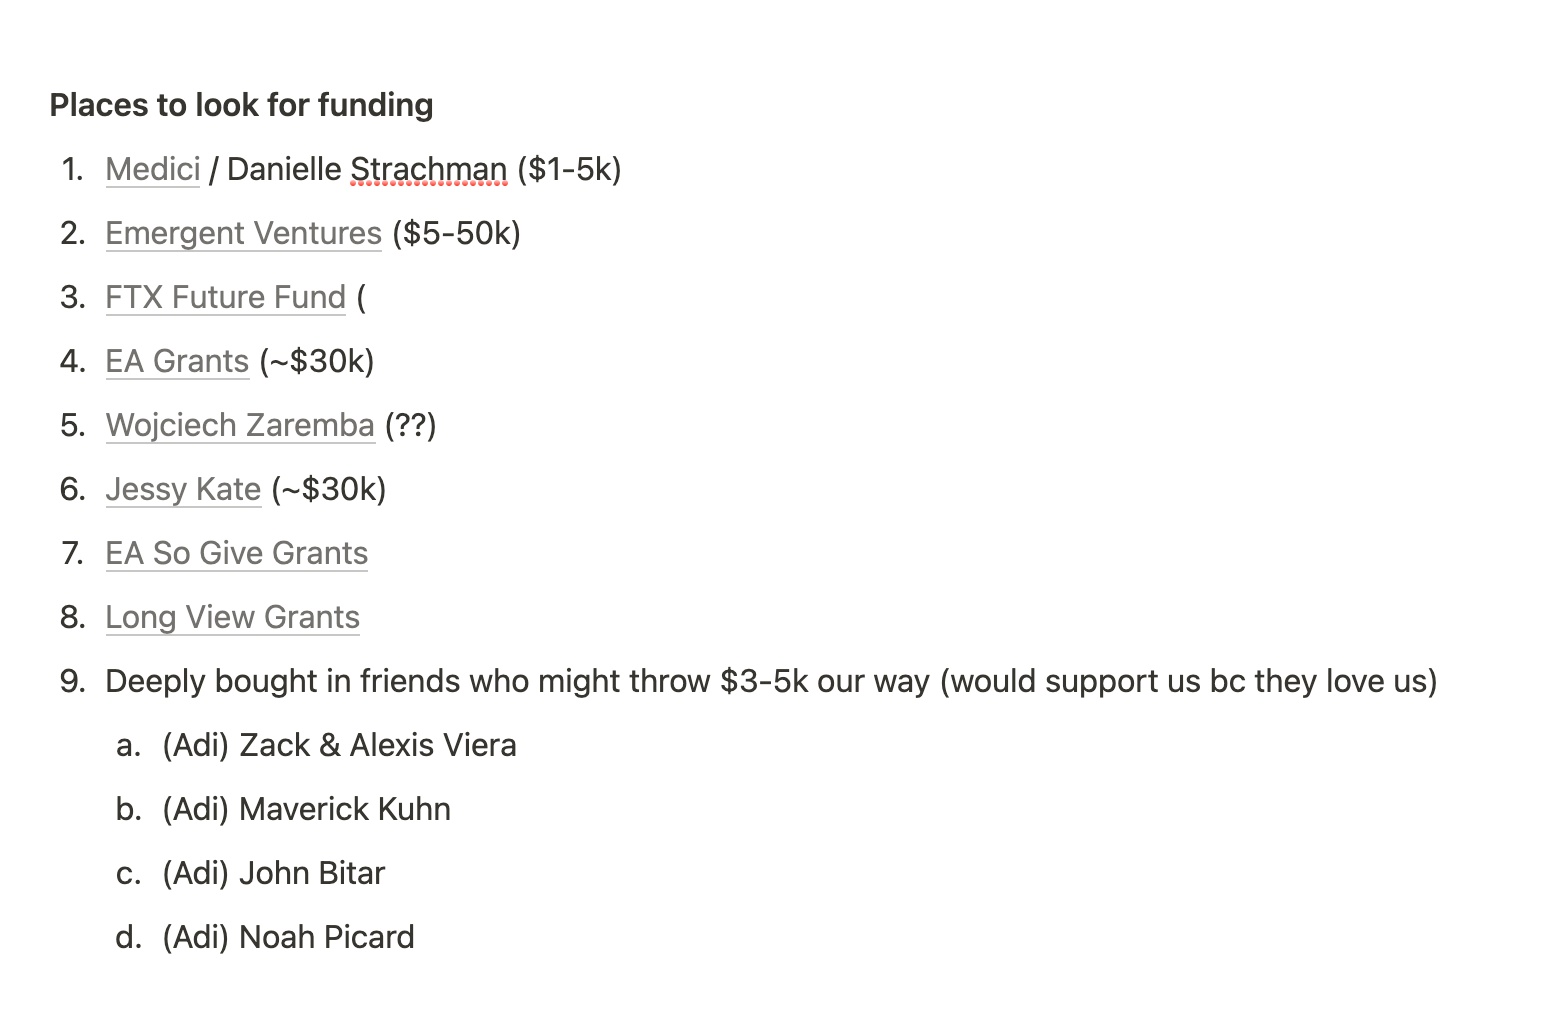 Places to look for funding
1. Medici / Danielle Strachman ($1-5k)
2. Emergent Ventures ($5-50k)
3. FTX Future Fund (
4. EA Grants (~$30k)
5. Wojciech Zaremba (??)
6. Jessy Kate (~$30k)
7. EA So Give Grants
8. Long View Grants
9. Deeply bought in friends who might throw $3-5k our way (would support us bc they love us)
a. (Adi) Zack & Alexis Viera
b. (Adi) Maverick Kuhn
c. (Adi) John Bitar
d. (Adi) Noah Picard